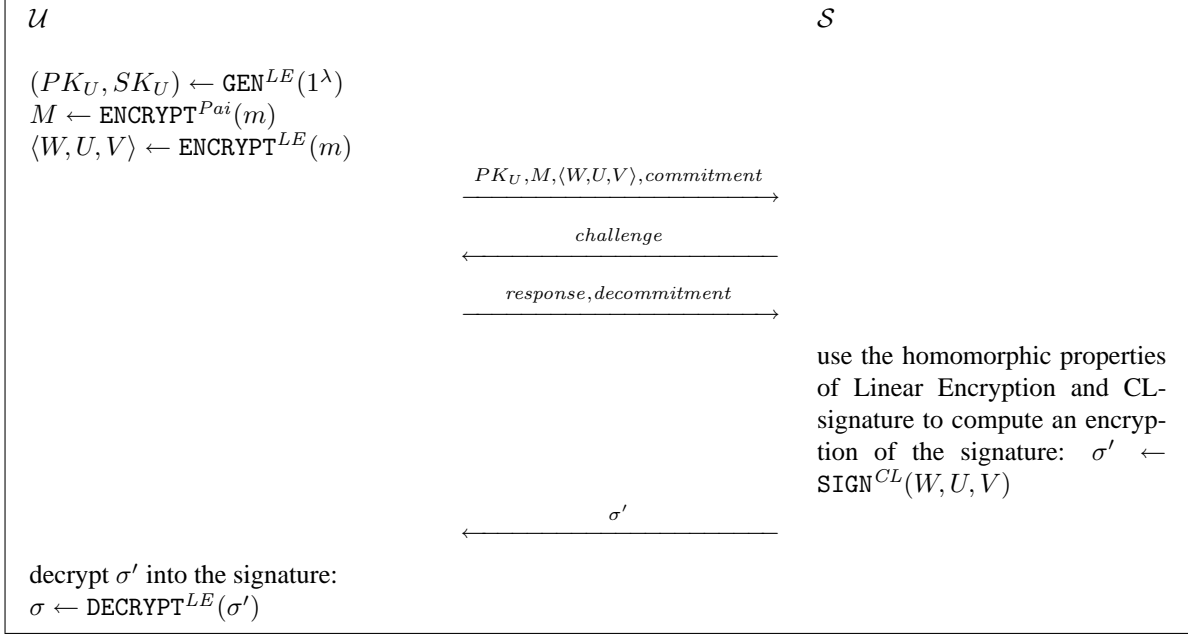 𝒰
𝒮
(PK_U, SK_U) ← GEN^{LE}(1^λ)
M ← ENCRYPT^{Pai}(m)
⟨W, U, V⟩ ← ENCRYPT^{LE}(m)
PK_U,M,⟨W,U,V⟩,commitment
challenge
response,decommitment
use the homomorphic properties
of Linear Encryption and CL-
signature to compute an encryp-
tion of the signature: σ′ ←
SIGN^{CL}(W, U, V)
σ′
decrypt σ′ into the signature:
σ ← DECRYPT^{LE}(σ′)